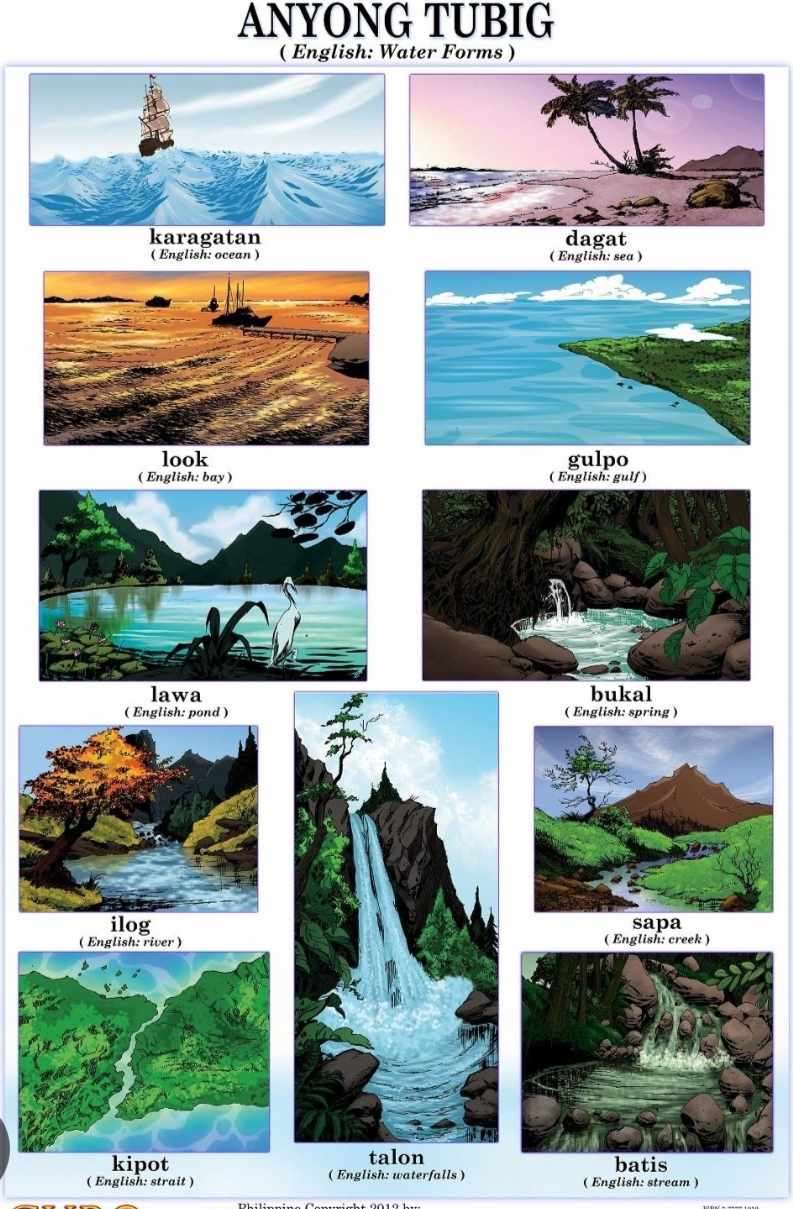 ANYONG TUBIG
( English: Water Forms )
karagatan
( English: ocean )
dagat
( English: sea )
look
( English: bay )
gulpo
( English: gulf )
lawa
( English: pond )
bukal
( English: spring )
ilog
( English: river )
sapa
( English: creek )
kipot
( English: strait )
talon
( English: waterfalls )
batis
( English: stream )
Philippine Copyright 2012 by: